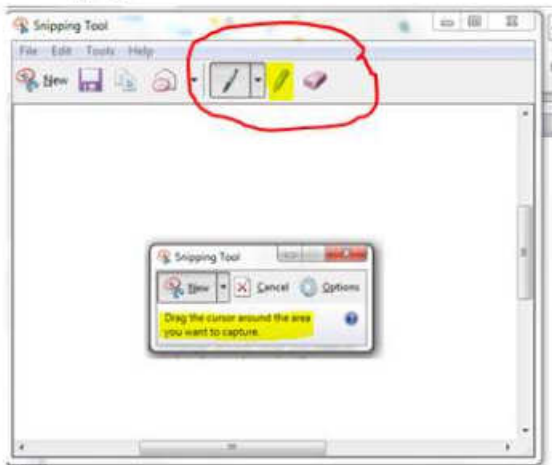 Snipping Tool
File Edit Tools Help
New
Snipping Tool
New Cancel Options
Drag the cursor around the area
you want to capture.